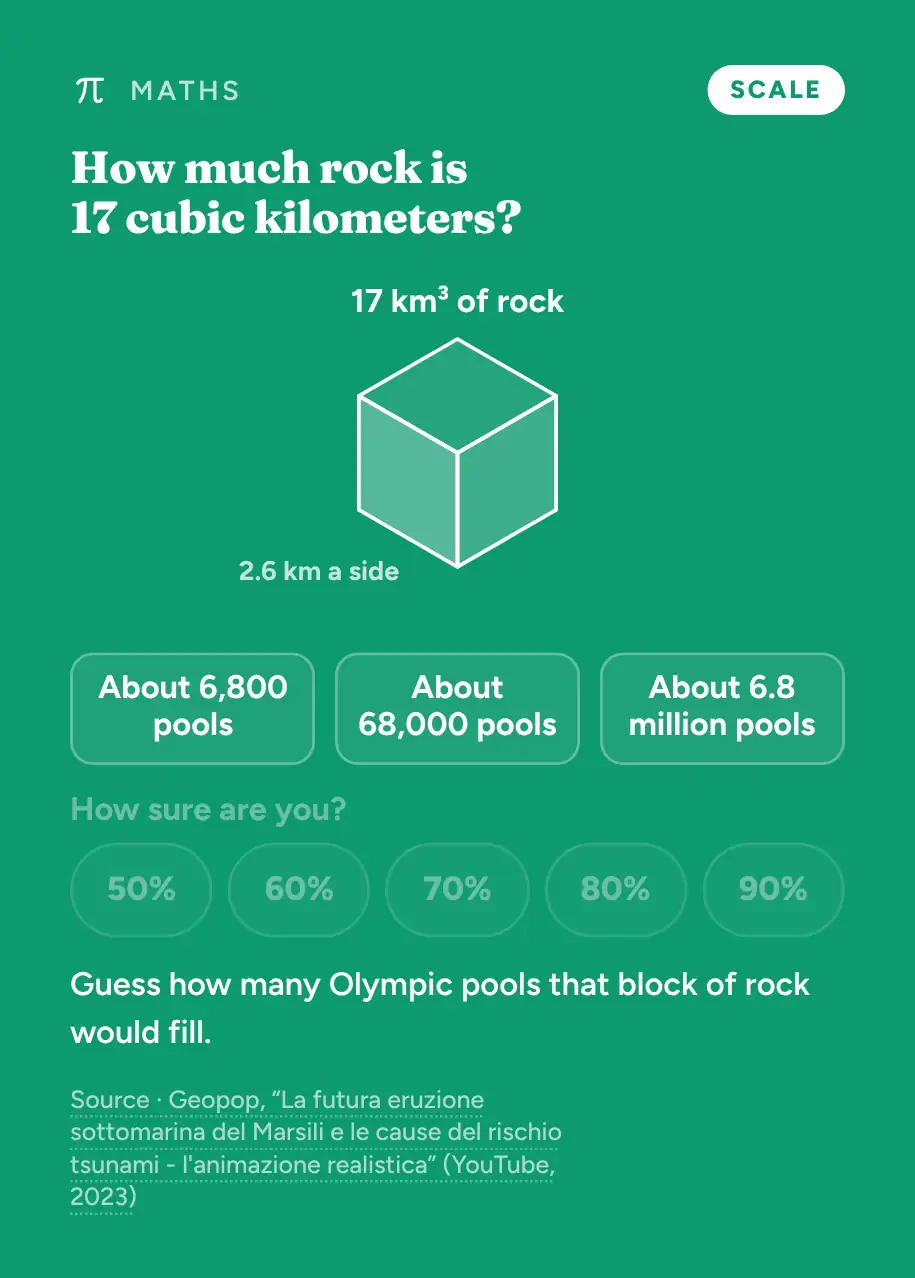 π MATHS
SCALE
How much rock is
17 cubic kilometers?
17 km³ of rock
2.6 km a side
About 6,800
pools
About
68,000 pools
About 6.8
million pools
How sure are you?
50%
60%
70%
80%
90%
Guess how many Olympic pools that block of rock
would fill.
Source · Geopop, “La futura eruzione
sottomarina del Marsili e le cause del rischio
tsunami - l'animazione realistica” (YouTube,
2023)